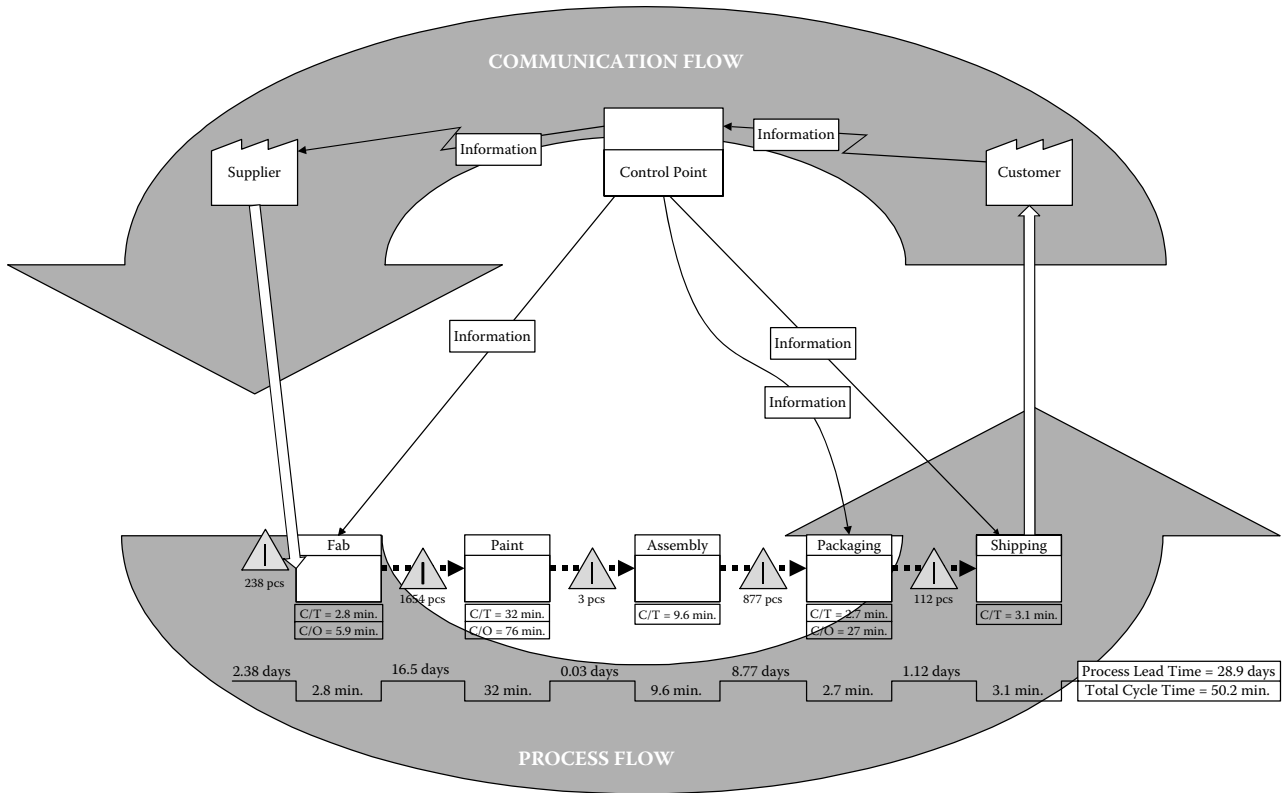 COMMUNICATION FLOW
Information
Information
Supplier
Control Point
Customer
Information
Information
Information
Fab
Paint
Assembly
Packaging
Shipping
238 pcs
1654 pcs
3 pcs
877 pcs
112 pcs
C/T = 2.8 min.
C/O = 5.9 min.
C/T = 32 min.
C/O = 76 min.
C/T = 9.6 min.
C/T = 2.7 min.
C/O = 27 min.
C/T = 3.1 min.
2.38 days
16.5 days
0.03 days
8.77 days
1.12 days
Process Lead Time = 28.9 days
2.8 min.
32 min.
9.6 min.
2.7 min.
3.1 min.
Total Cycle Time = 50.2 min.
PROCESS FLOW